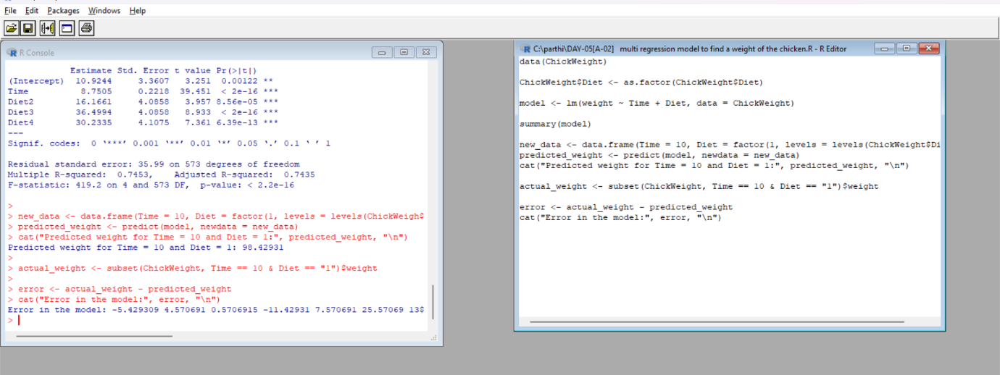 File Edit Packages Windows Help
R Console
Estimate Std. Error t value Pr(>|t|)
(Intercept) 10.9244 3.3607 3.251 0.00122 **
Time 8.7505 0.2218 39.451 < 2e-16 ***
Diet2 16.1661 4.0858 3.957 8.56e-05 ***
Diet3 36.4994 4.0858 8.933 < 2e-16 ***
Diet4 30.2335 4.1075 7.361 6.39e-13 ***
---
Signif. codes: 0 ‘***’ 0.001 ‘**’ 0.01 ‘*’ 0.05 ‘.’ 0.1 ‘ ’ 1
Residual standard error: 35.99 on 573 degrees of freedom
Multiple R-squared: 0.7453, Adjusted R-squared: 0.7435
F-statistic: 419.2 on 4 and 573 DF, p-value: < 2.2e-16
>
> new_data <- data.frame(Time = 10, Diet = factor(1, levels = levels(ChickWeigh$
> predicted_weight <- predict(model, newdata = new_data)
> cat("Predicted weight for Time = 10 and Diet = 1:", predicted_weight, "\n")
Predicted weight for Time = 10 and Diet = 1: 98.42931
>
> actual_weight <- subset(ChickWeight, Time == 10 & Diet == "1")$weight
>
> error <- actual_weight - predicted_weight
> cat("Error in the model:", error, "\n")
Error in the model: -5.429309 4.570691 0.5706915 -11.42931 7.570691 25.57069 13$
>
C:\parthi\DAY-05[A-02] multi regression model to find a weight of the chicken.R - R Editor
data(ChickWeight)
ChickWeight$Diet <- as.factor(ChickWeight$Diet)
model <- lm(weight ~ Time + Diet, data = ChickWeight)
summary(model)
new_data <- data.frame(Time = 10, Diet = factor(1, levels = levels(ChickWeight$Di
predicted_weight <- predict(model, newdata = new_data)
cat("Predicted weight for Time = 10 and Diet = 1:", predicted_weight, "\n")
actual_weight <- subset(ChickWeight, Time == 10 & Diet == "1")$weight
error <- actual_weight - predicted_weight
cat("Error in the model:", error, "\n")